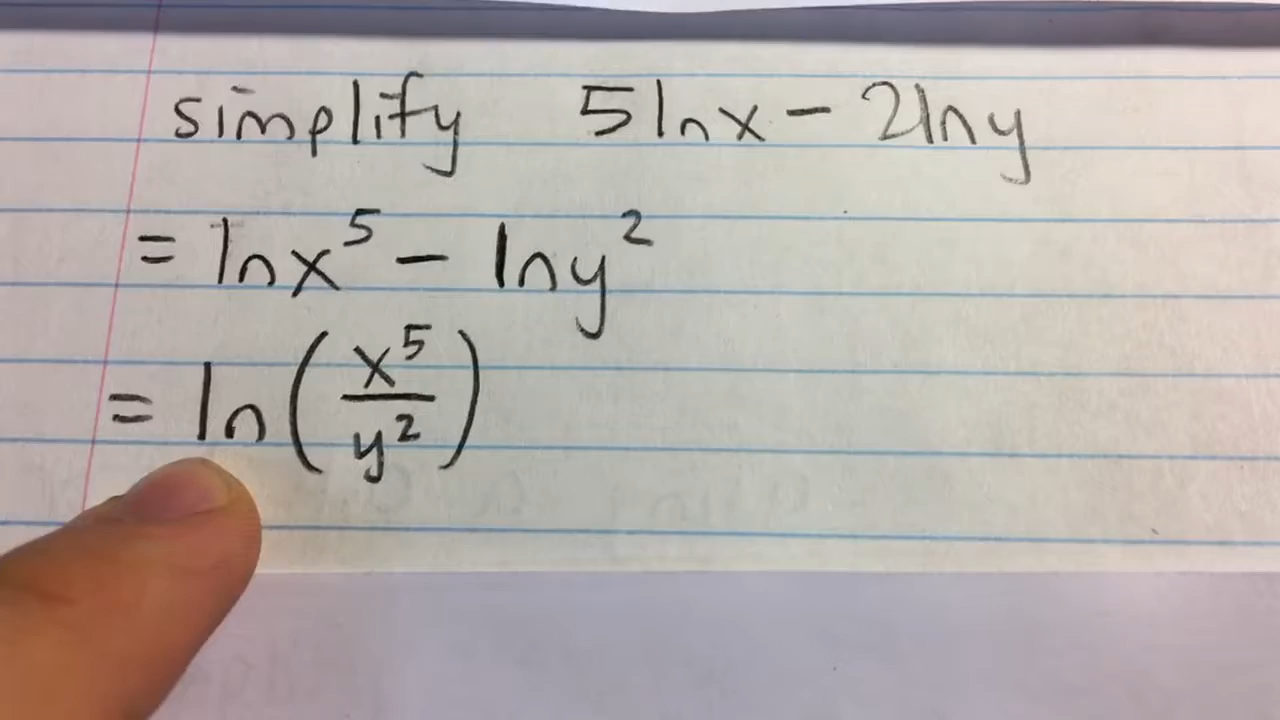 simplify 5lnx - 2lny
= lnx⁵ - lny²
= ln(x⁵/y²)